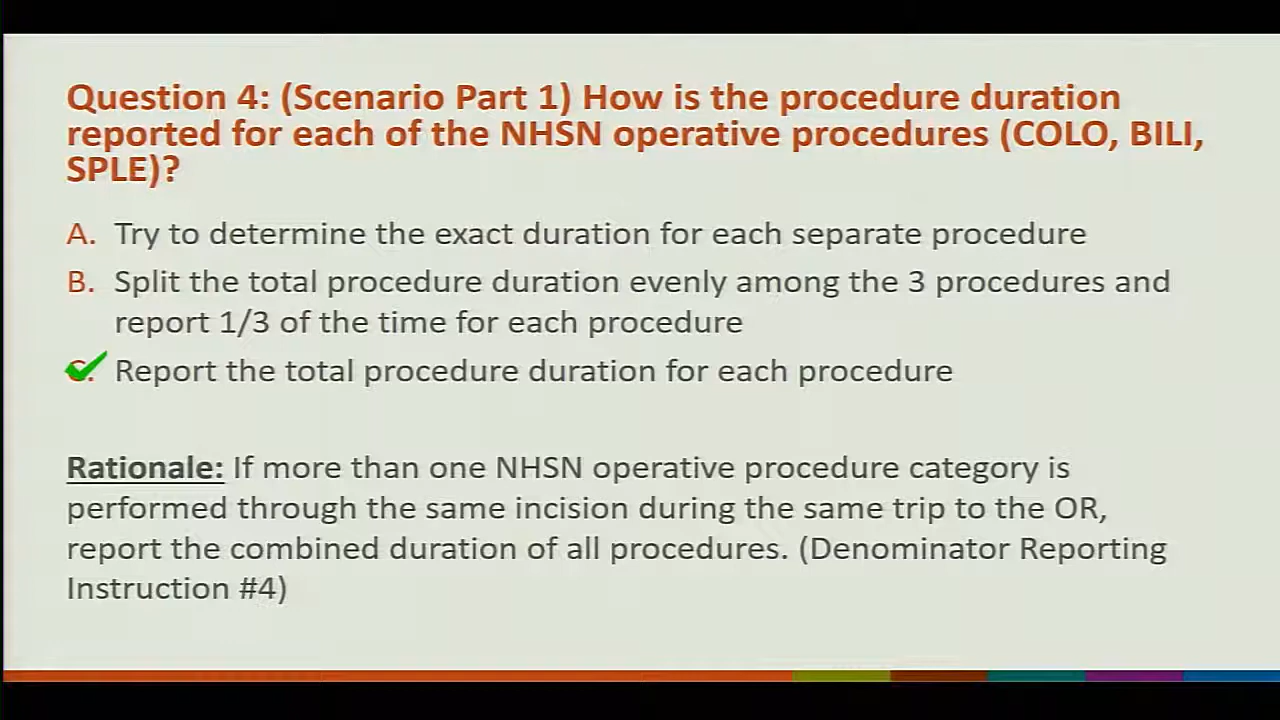 Question 4: (Scenario Part 1) How is the procedure duration
reported for each of the NHSN operative procedures (COLO, BILI,
SPLE)?
A. Try to determine the exact duration for each separate procedure
B. Split the total procedure duration evenly among the 3 procedures and
report 1/3 of the time for each procedure
C. Report the total procedure duration for each procedure
Rationale: If more than one NHSN operative procedure category is
performed through the same incision during the same trip to the OR,
report the combined duration of all procedures. (Denominator Reporting
Instruction #4)